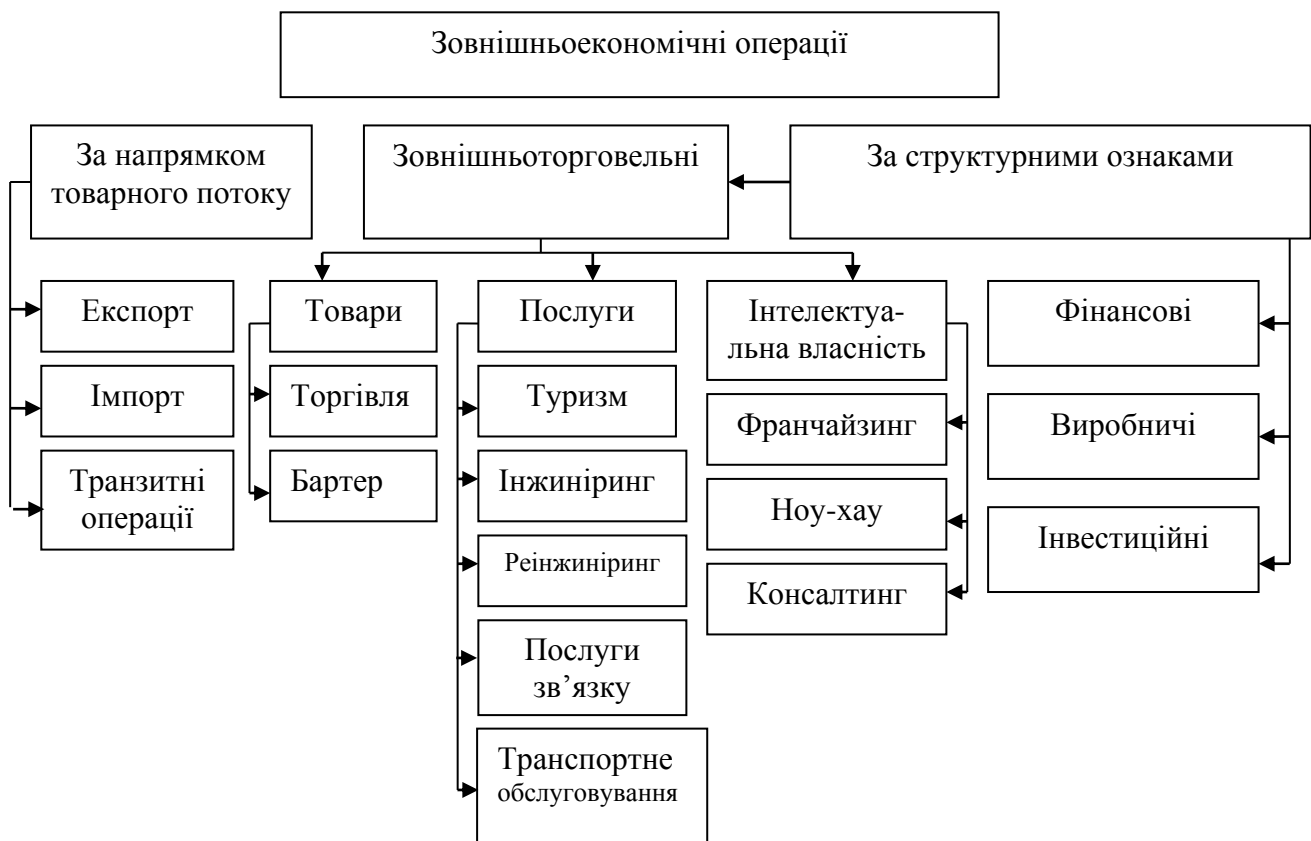 Зовнішньоекономічні операції
За напрямком
товарного потоку
Зовнішньоторговельні
За структурними ознаками
Експорт
Імпорт
Транзитні
операції
Товари
Торгівля
Бартер
Послуги
Туризм
Інжиніринг
Реінжиніринг
Послуги
зв’язку
Транспортне
обслуговування
Інтелектуа-
льна власність
Франчайзинг
Ноу-хау
Консалтинг
Фінансові
Виробничі
Інвестиційні